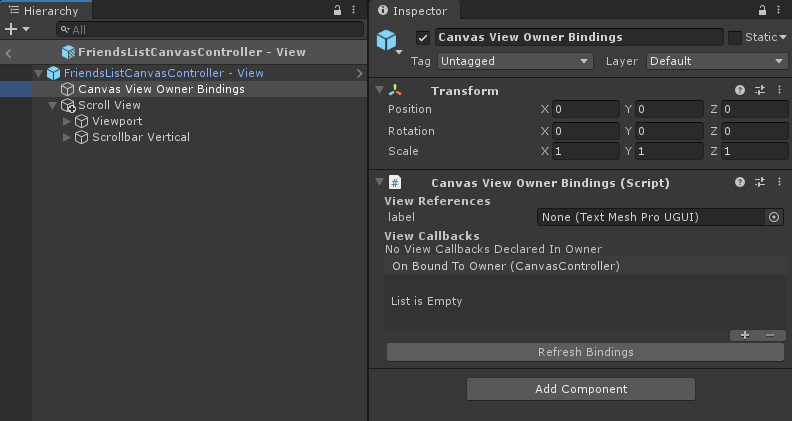 Hierarchy
All
FriendsListCanvasController - View
FriendsListCanvasController - View
Canvas View Owner Bindings
Scroll View
Viewport
Scrollbar Vertical
Inspector
Canvas View Owner Bindings
Static
Tag Untagged Layer Default
Transform
Position X 0 Y 0 Z 0
Rotation X 0 Y 0 Z 0
Scale X 1 Y 1 Z 1
# Canvas View Owner Bindings (Script)
View References
label None (Text Mesh Pro UGUI)
View Callbacks
No View Callbacks Declared In Owner
On Bound To Owner (CanvasController)
List is Empty
+ −
Refresh Bindings
Add Component